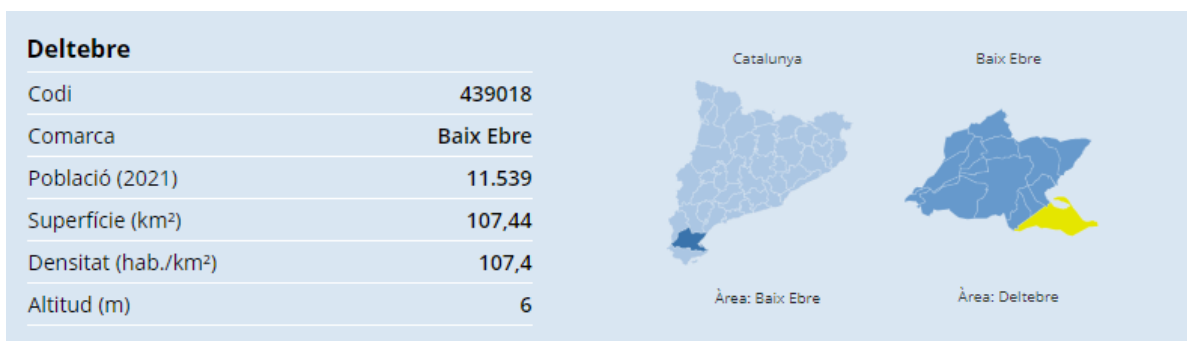 Deltebre
Codi 439018
Comarca Baix Ebre
Població (2021) 11.539
Superfície (km²) 107,44
Densitat (hab./km²) 107,4
Altitud (m) 6
Catalunya
Àrea: Baix Ebre
Baix Ebre
Àrea: Deltebre